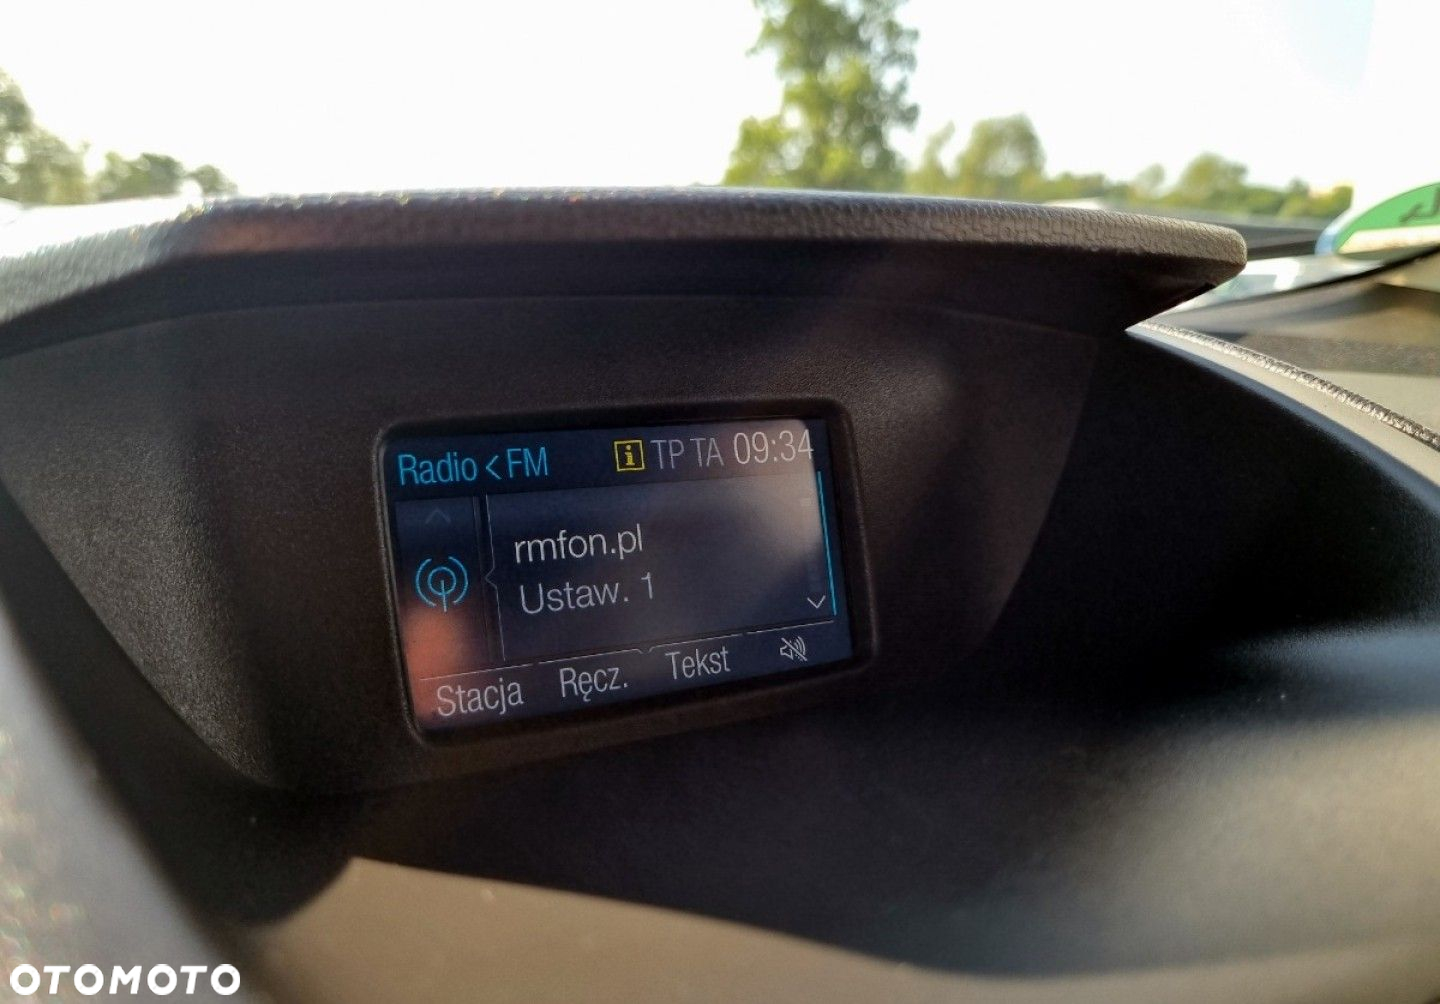 Radio < FM i TP TA 09:34
rmfon.pl
Ustaw. 1
Stacja Ręcz. Tekst
OTOMOTO